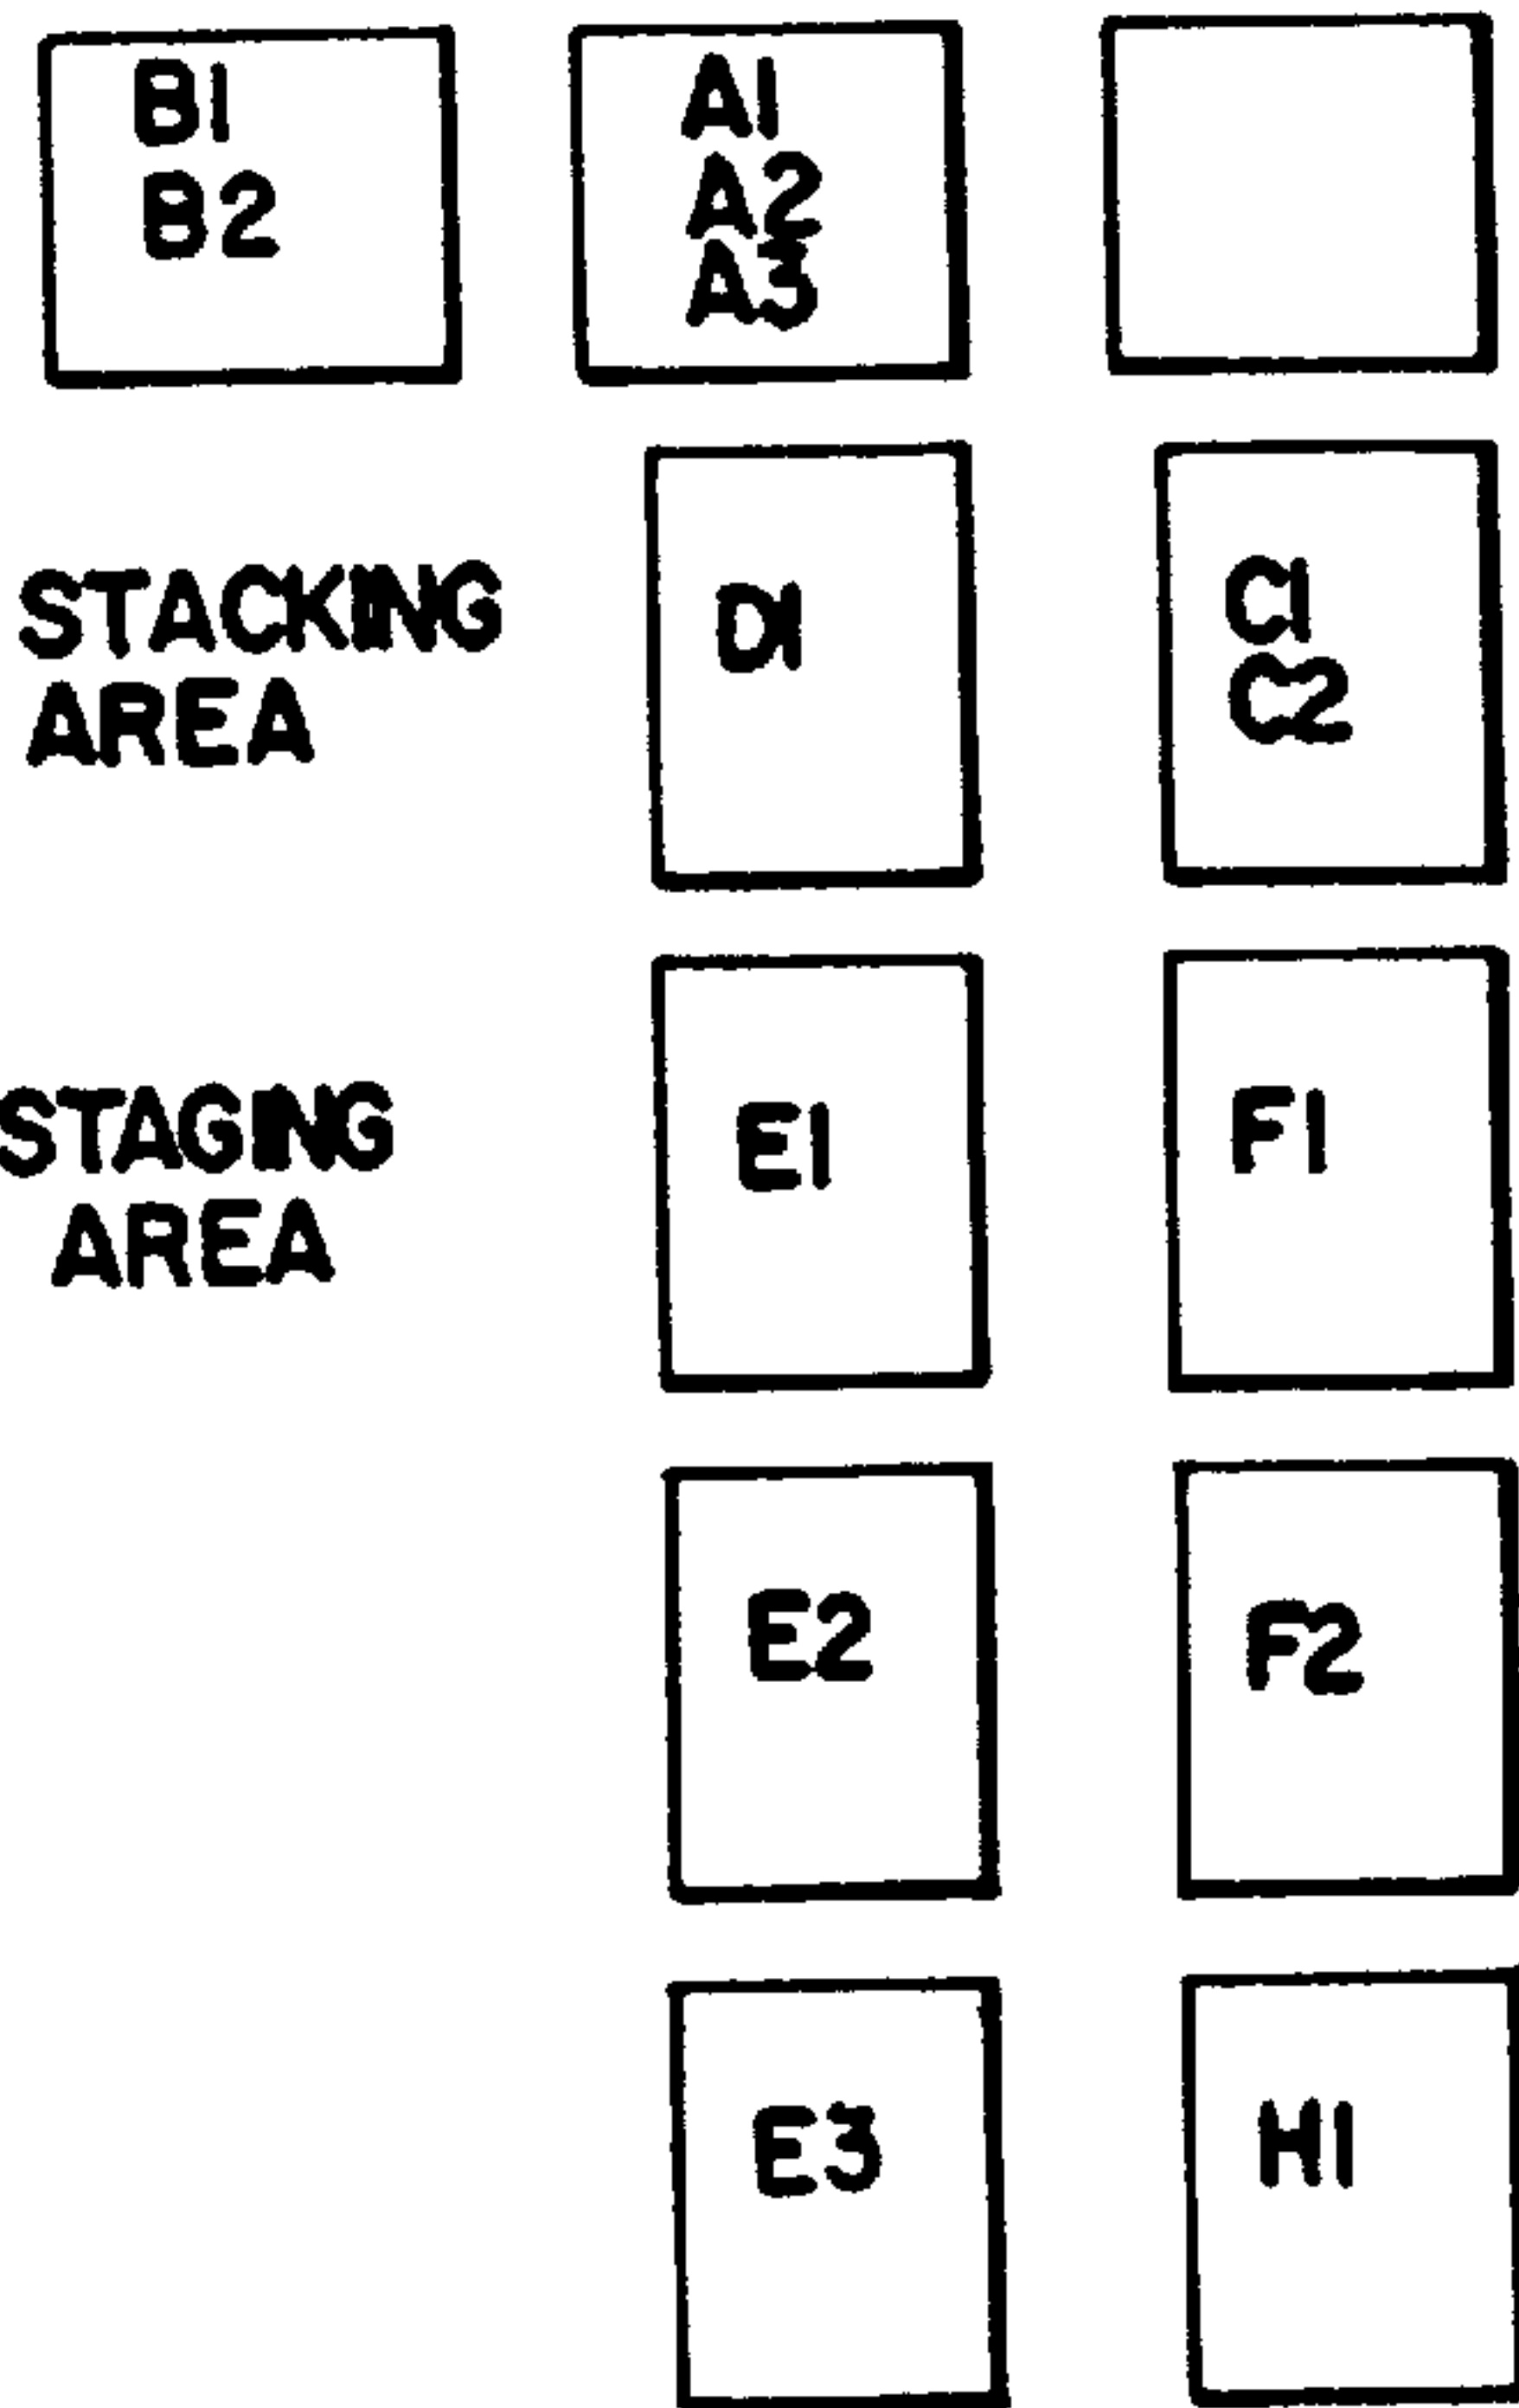 B1
B2
A1
A2
A3
STACKING
AREA
D1
C1
C2
STAGING
AREA
E1
F1
E2
F2
E3
H1